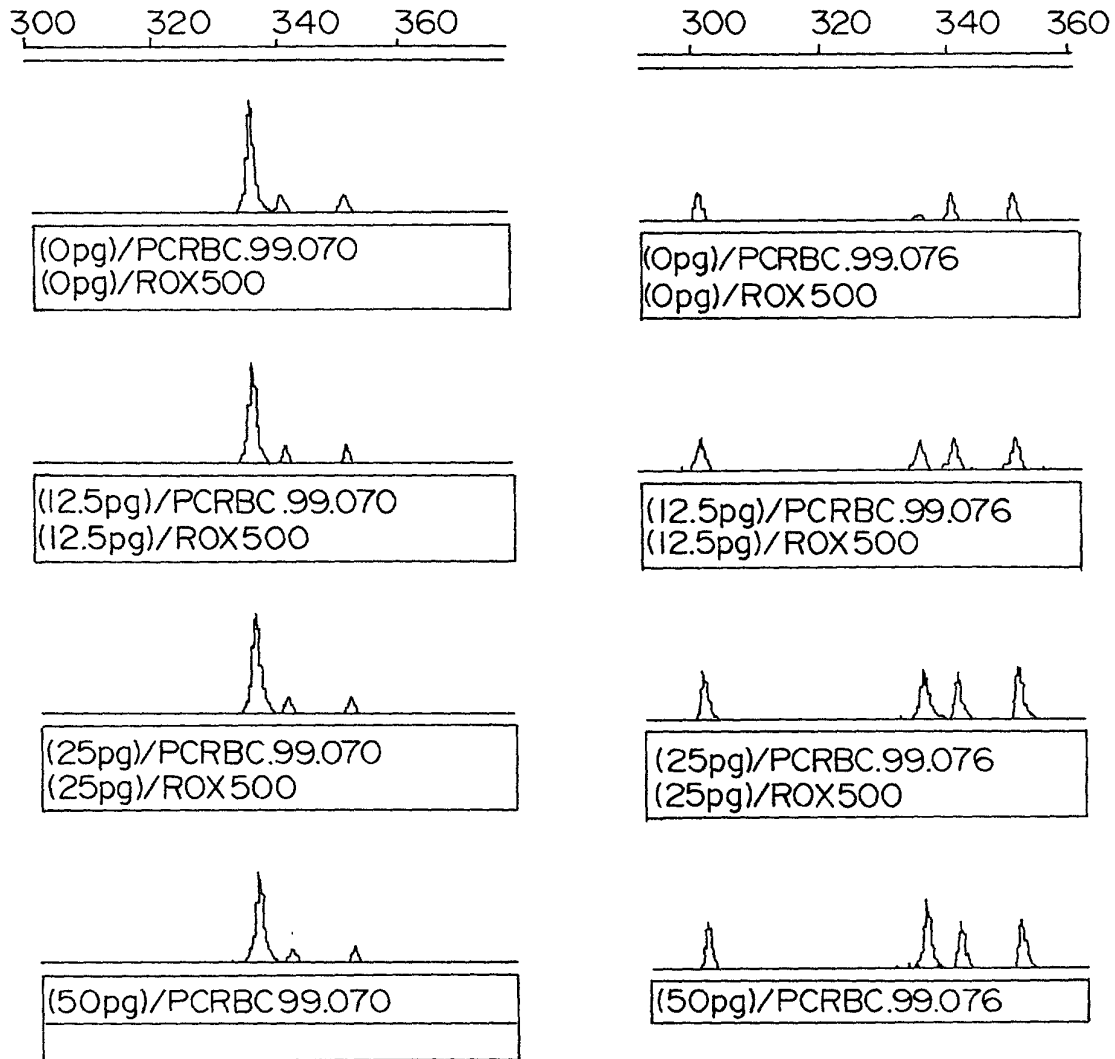 300 320 340 360
(0pg)/PCRBC.99.070
(0pg)/ROX500
(12.5pg)/PCRBC.99.070
(12.5pg)/ROX500
(25pg)/PCRBC.99.070
(25pg)/ROX500
(50pg)/PCRBC.99.070
300 320 340 360
(0pg)/PCRBC.99.076
(0pg)/ROX500
(12.5pg)/PCRBC.99.076
(12.5pg)/ROX500
(25pg)/PCRBC.99.076
(25pg)/ROX500
(50pg)/PCRBC.99.076